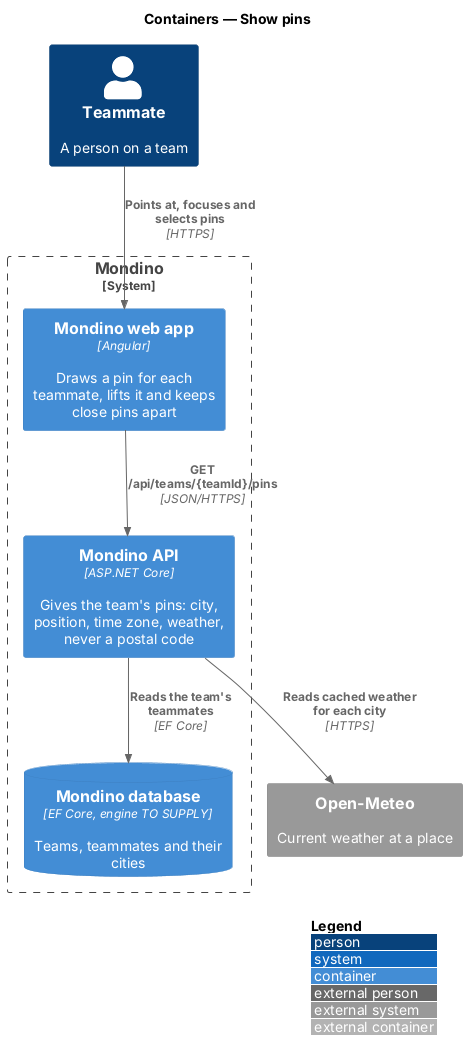 Containers — Show pins
Teammate
A person on a team
Points at, focuses and
selects pins
[HTTPS]
Mondino
[System]
Mondino web app
[Angular]
Draws a pin for each
teammate, lifts it and keeps
close pins apart
GET
/api/teams/{teamId}/pins
[JSON/HTTPS]
Mondino API
[ASP.NET Core]
Gives the team's pins: city,
position, time zone, weather,
never a postal code
Reads the team's
teammates
[EF Core]
Reads cached weather
for each city
[HTTPS]
Mondino database
[EF Core, engine TO SUPPLY]
Teams, teammates and their
cities
Open-Meteo
Current weather at a place
Legend
person
system
container
external person
external system
external container